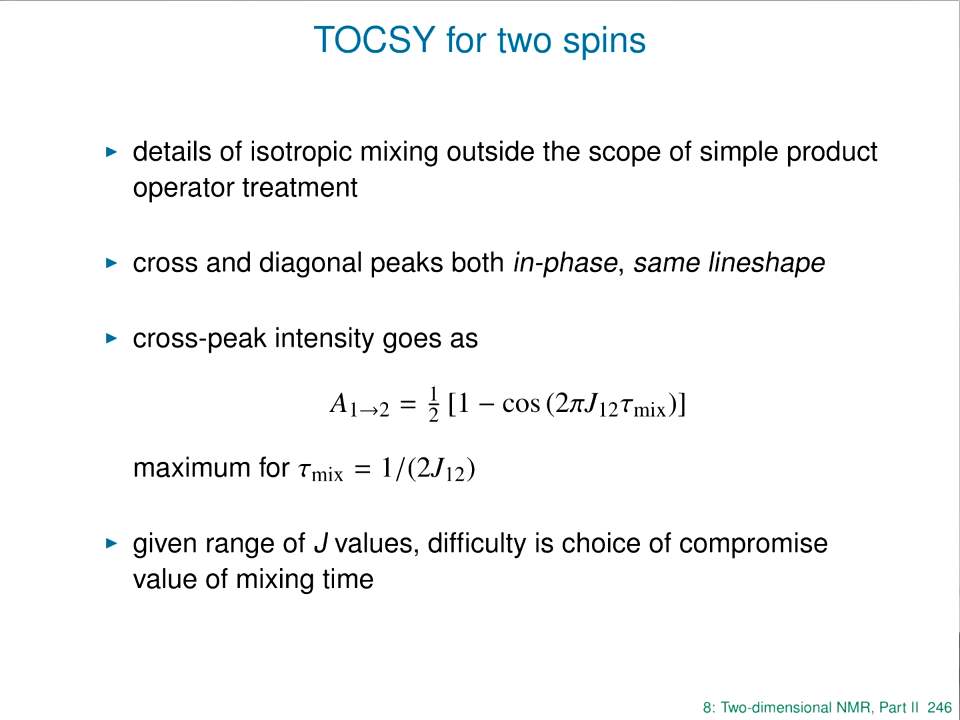 TOCSY for two spins
▶ details of isotropic mixing outside the scope of simple product
operator treatment
▶ cross and diagonal peaks both in-phase, same lineshape
▶ cross-peak intensity goes as
A₁→₂ = ½ [1 − cos (2πJ₁₂τmix)]
maximum for τmix = 1/(2J₁₂)
▶ given range of J values, difficulty is choice of compromise
value of mixing time
8: Two-dimensional NMR, Part II 246